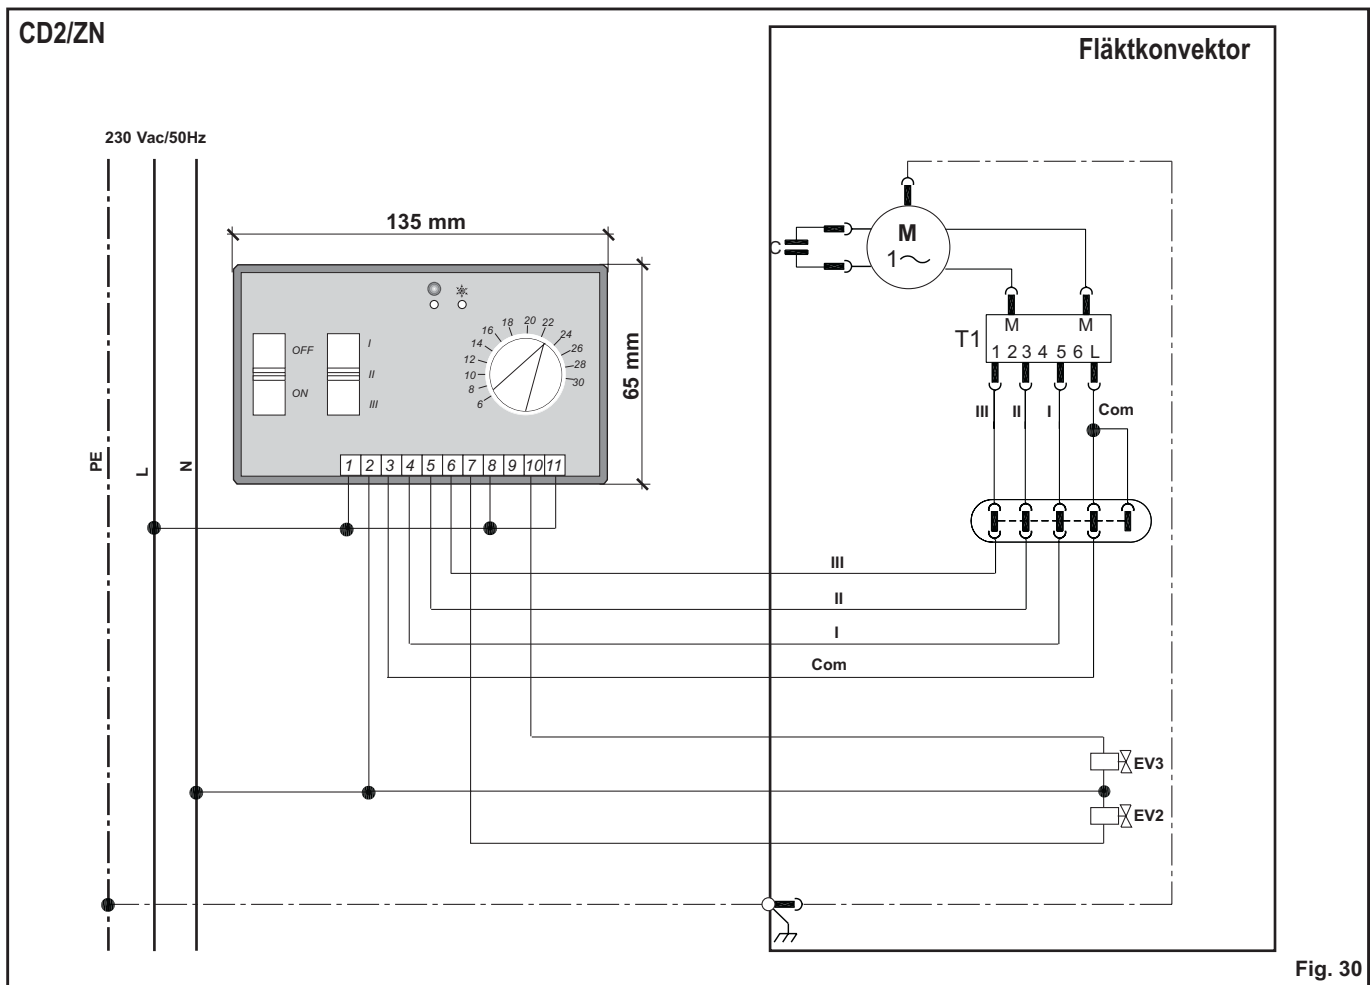 CD2/ZN
Fläktkonvektor
230 Vac/50Hz
135 mm
65 mm
OFF
ON
I
II
III
6
8
10
12
14
16
18
20
22
24
26
28
30
1 2 3 4 5 6 7 8 9 10 11
PE
L
N
C
M
1
T1
M M
1 2 3 4 5 6 L
III II I Com
III
II
I
Com
EV3
EV2
Fig. 30